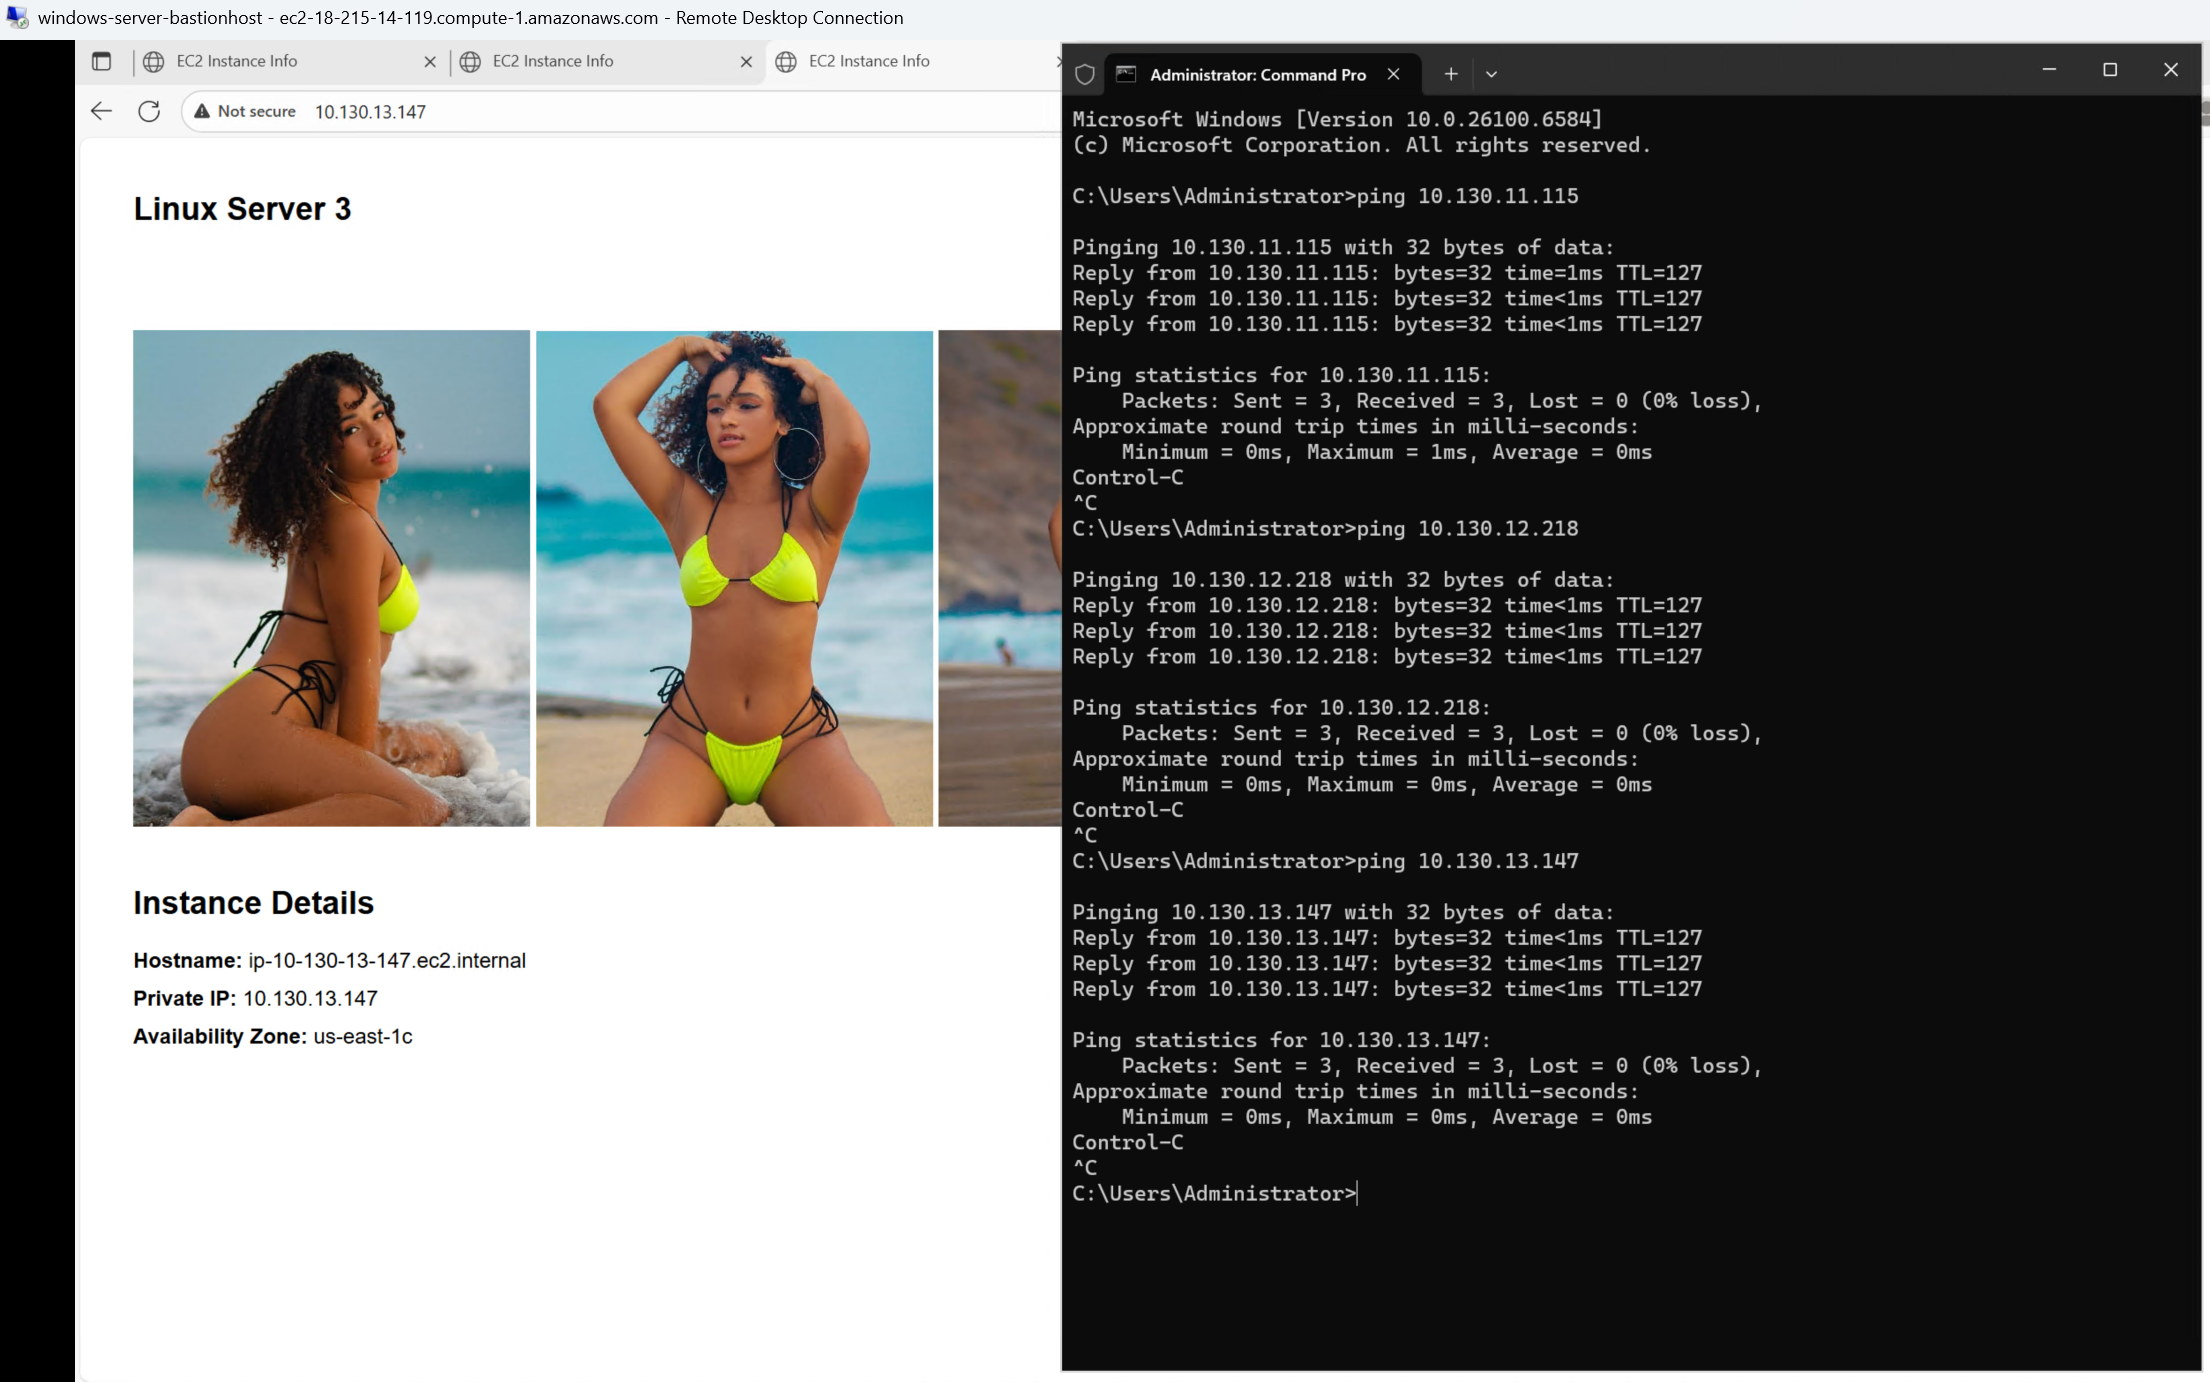 windows-server-bastionhost - ec2-18-215-14-119.compute-1.amazonaws.com - Remote Desktop Connection
EC2 Instance Info
EC2 Instance Info
EC2 Instance Info
Not secure 10.130.13.147
Linux Server 3
Instance Details
Hostname: ip-10-130-13-147.ec2.internal
Private IP: 10.130.13.147
Availability Zone: us-east-1c
Administrator: Command Pro
Microsoft Windows [Version 10.0.26100.6584]
(c) Microsoft Corporation. All rights reserved.
C:\Users\Administrator>ping 10.130.11.115
Pinging 10.130.11.115 with 32 bytes of data:
Reply from 10.130.11.115: bytes=32 time=1ms TTL=127
Reply from 10.130.11.115: bytes=32 time<1ms TTL=127
Reply from 10.130.11.115: bytes=32 time<1ms TTL=127
Ping statistics for 10.130.11.115:
Packets: Sent = 3, Received = 3, Lost = 0 (0% loss),
Approximate round trip times in milli-seconds:
Minimum = 0ms, Maximum = 1ms, Average = 0ms
Control-C
^C
C:\Users\Administrator>ping 10.130.12.218
Pinging 10.130.12.218 with 32 bytes of data:
Reply from 10.130.12.218: bytes=32 time<1ms TTL=127
Reply from 10.130.12.218: bytes=32 time<1ms TTL=127
Reply from 10.130.12.218: bytes=32 time<1ms TTL=127
Ping statistics for 10.130.12.218:
Packets: Sent = 3, Received = 3, Lost = 0 (0% loss),
Approximate round trip times in milli-seconds:
Minimum = 0ms, Maximum = 0ms, Average = 0ms
Control-C
^C
C:\Users\Administrator>ping 10.130.13.147
Pinging 10.130.13.147 with 32 bytes of data:
Reply from 10.130.13.147: bytes=32 time<1ms TTL=127
Reply from 10.130.13.147: bytes=32 time<1ms TTL=127
Reply from 10.130.13.147: bytes=32 time<1ms TTL=127
Ping statistics for 10.130.13.147:
Packets: Sent = 3, Received = 3, Lost = 0 (0% loss),
Approximate round trip times in milli-seconds:
Minimum = 0ms, Maximum = 0ms, Average = 0ms
Control-C
^C
C:\Users\Administrator>